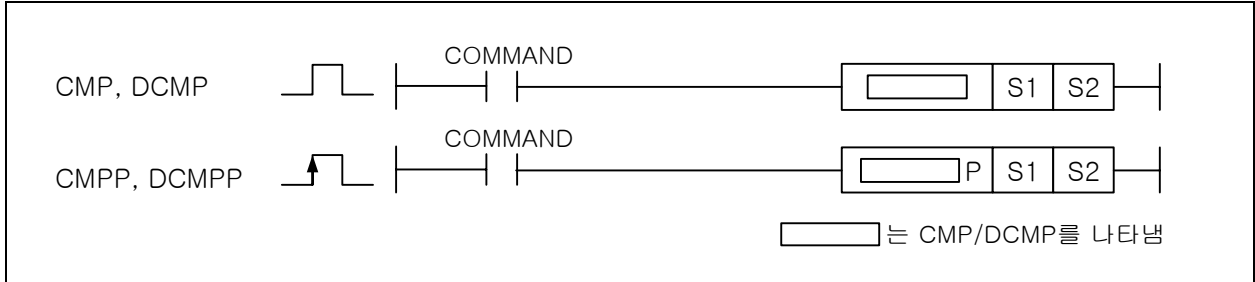 COMMAND
CMP, DCMP S1 S2
COMMAND
CMPP, DCMPP P S1 S2
는 CMP/DCMP를 나타냄